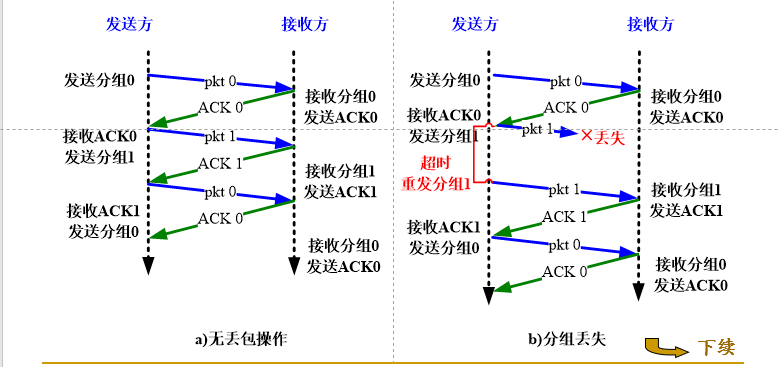 发送方
接收方
发送分组0
pkt 0
接收分组0
发送ACK0
ACK 0
接收ACK0
发送分组1
pkt 1
ACK 1
接收分组1
发送ACK1
pkt 0
接收ACK1
发送分组0
ACK 0
接收分组0
发送ACK0
a)无丢包操作
发送方
接收方
发送分组0
pkt 0
接收分组0
发送ACK0
ACK 0
接收ACK0
发送分组1
pkt 1
×丢失
超时
重发分组1
pkt 1
接收分组1
发送ACK1
ACK 1
接收ACK1
发送分组0
pkt 0
接收分组0
发送ACK0
ACK 0
b)分组丢失
下续